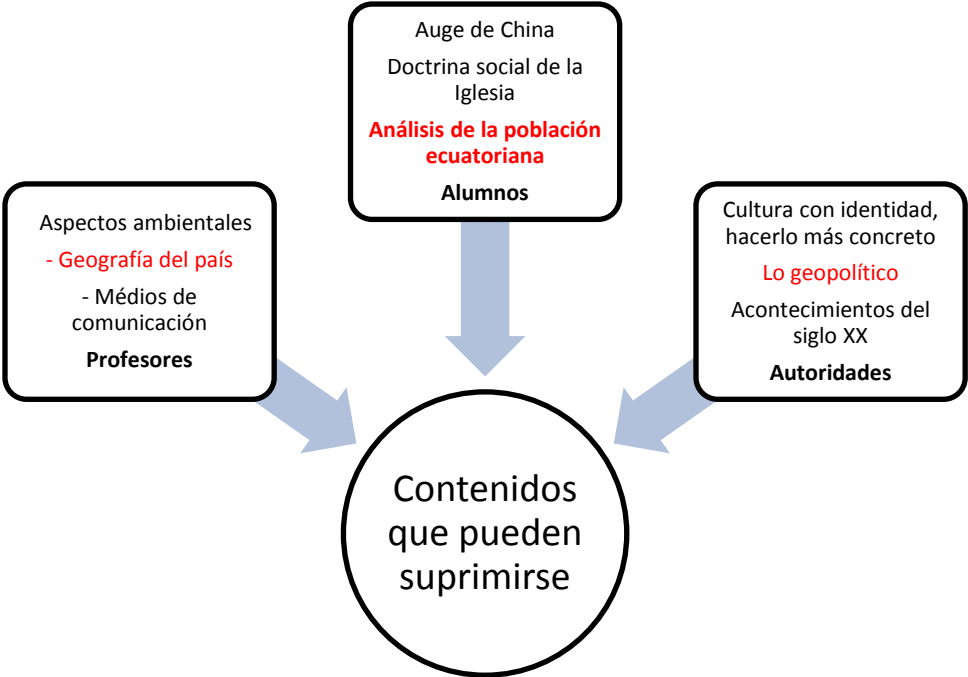 Auge de China
Doctrina social de la
Iglesia
Análisis de la población
ecuatoriana
Alumnos
Aspectos ambientales
- Geografía del país
- Médios de
comunicación
Profesores
Cultura con identidad,
hacerlo más concreto
Lo geopolítico
Acontecimientos del
siglo XX
Autoridades
Contenidos
que pueden
suprimirse